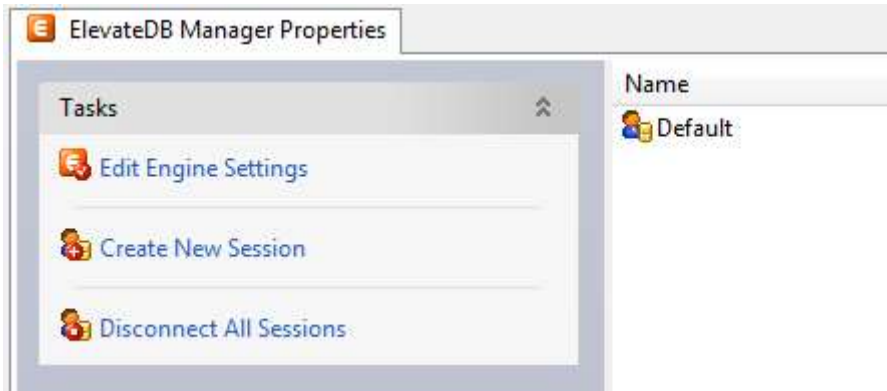 ElevateDB Manager Properties
Tasks
Edit Engine Settings
Create New Session
Disconnect All Sessions
Name
Default